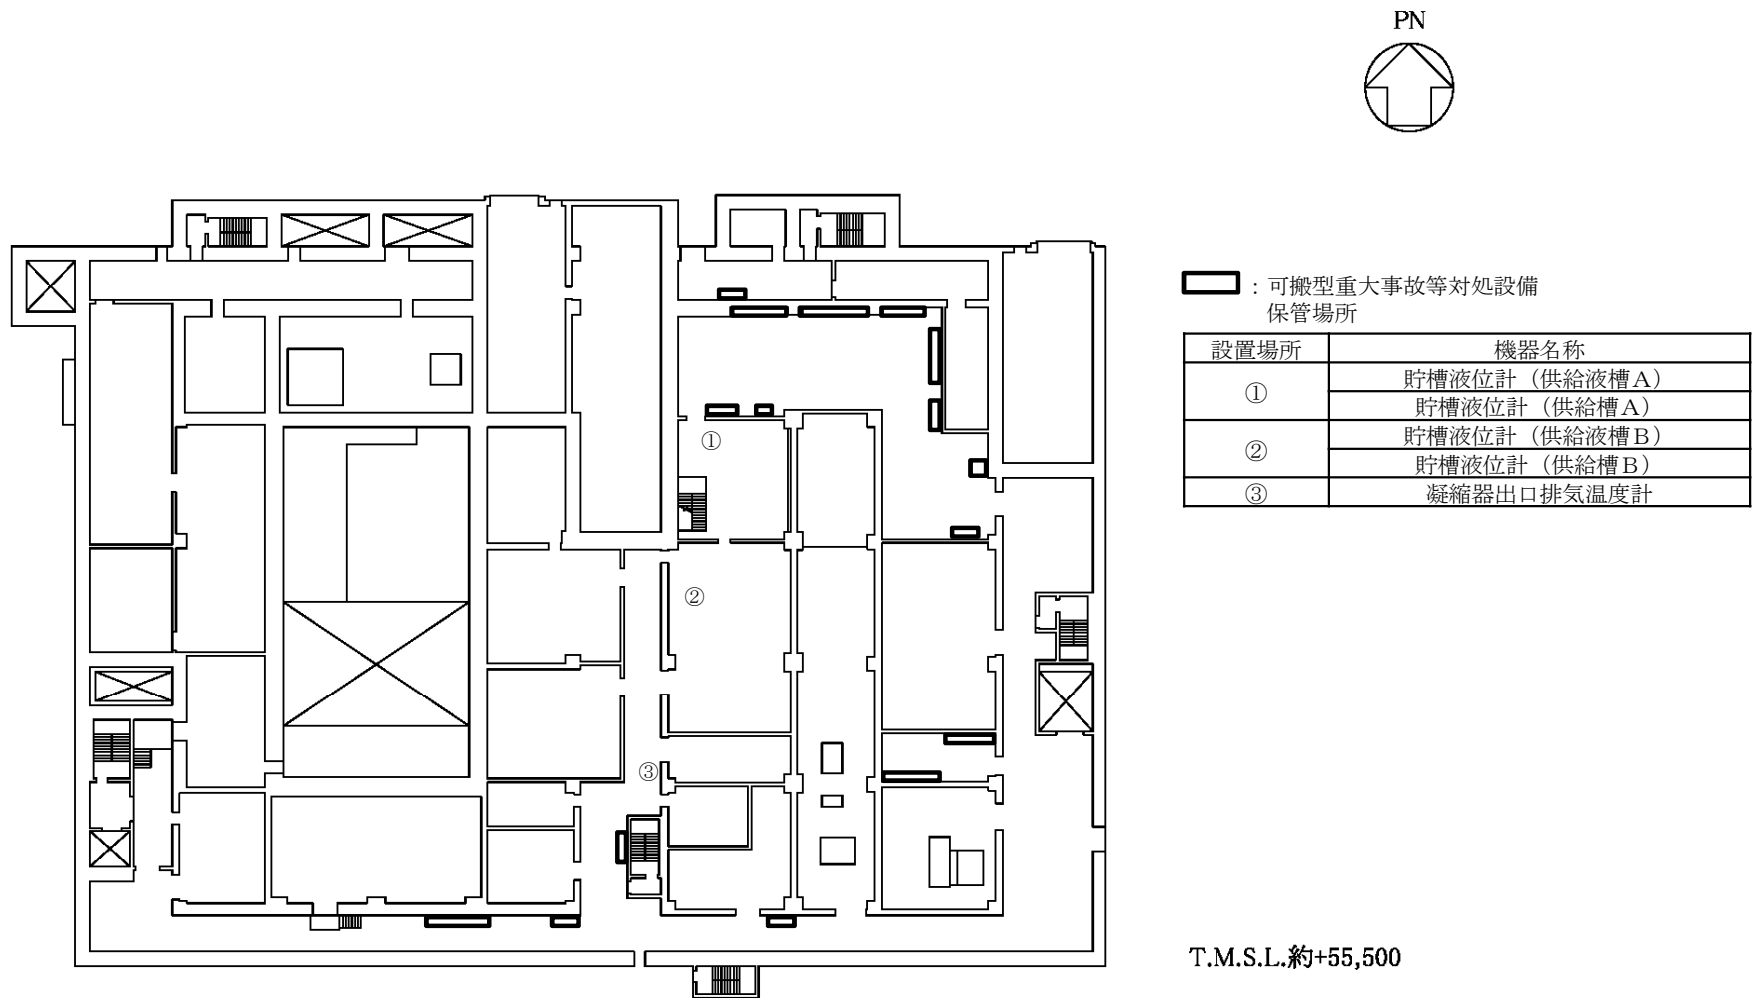 PN
：可搬型重大事故等対処設備
保管場所
設置場所 機器名称
① 貯槽液位計（供給液槽Ａ）
貯槽液位計（供給槽Ａ）
② 貯槽液位計（供給液槽Ｂ）
貯槽液位計（供給槽Ｂ）
③ 凝縮器出口排気温度計
①
②
③
T.M.S.L.約+55,500